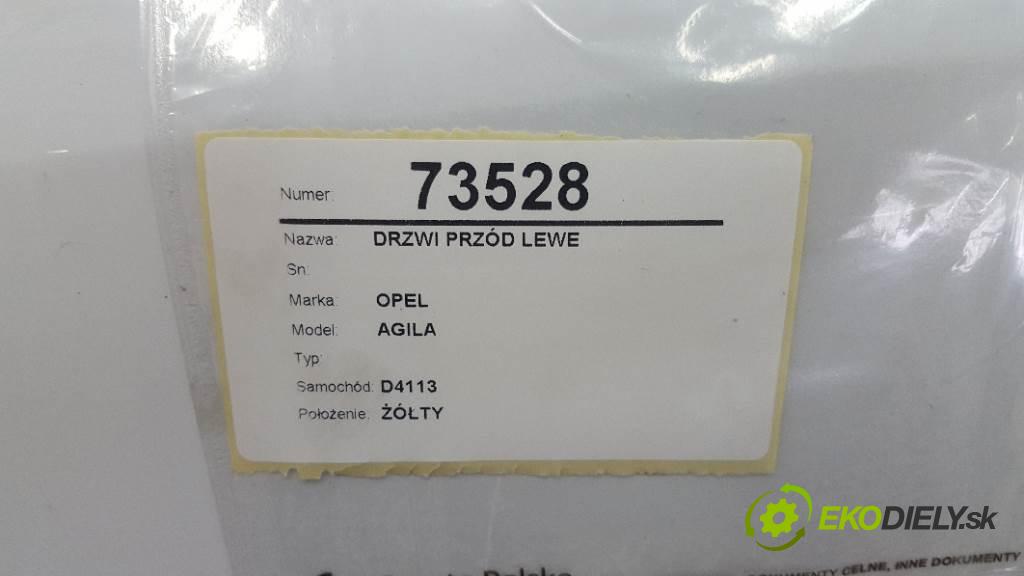 Numer: 73528
Nazwa: DRZWI PRZÓD LEWE
Sn:
Marka: OPEL
Model: AGILA
Typ:
Samochód: D4113
Położenie: ŻÓŁTY
EKODIELY.sk
CELNE, INNE DOKUMENTY
Polska